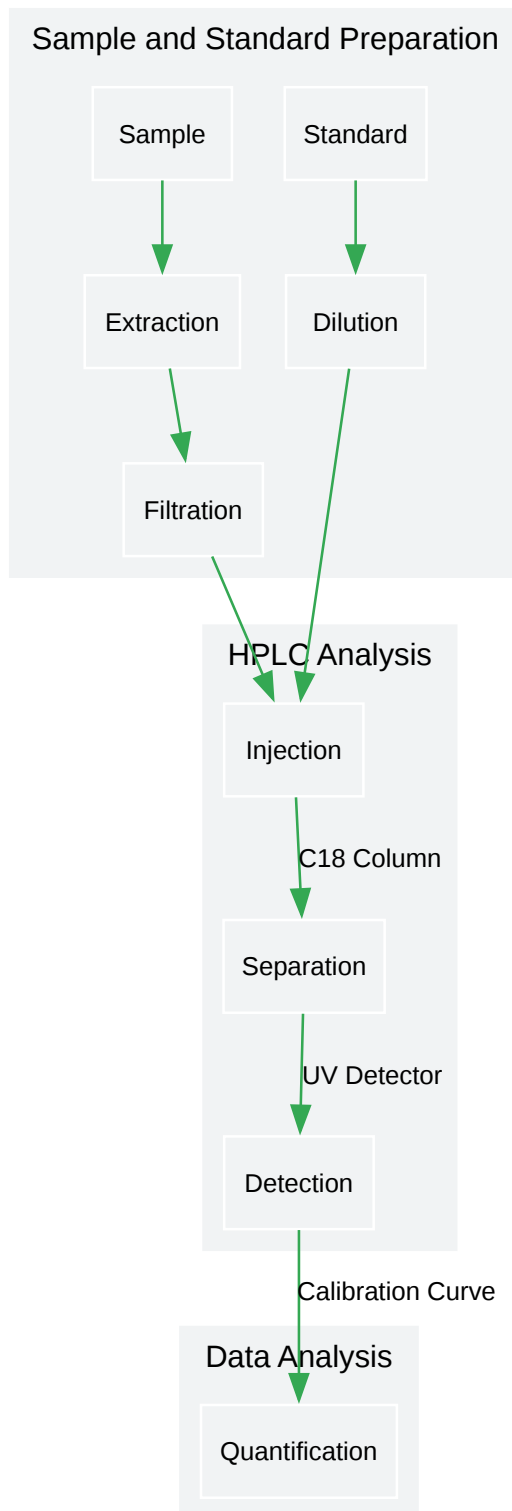 Sample and Standard Preparation
Sample
Standard
Extraction
Dilution
Filtration
HPLC Analysis
Injection
C18 Column
Separation
UV Detector
Detection
Calibration Curve
Data Analysis
Quantification